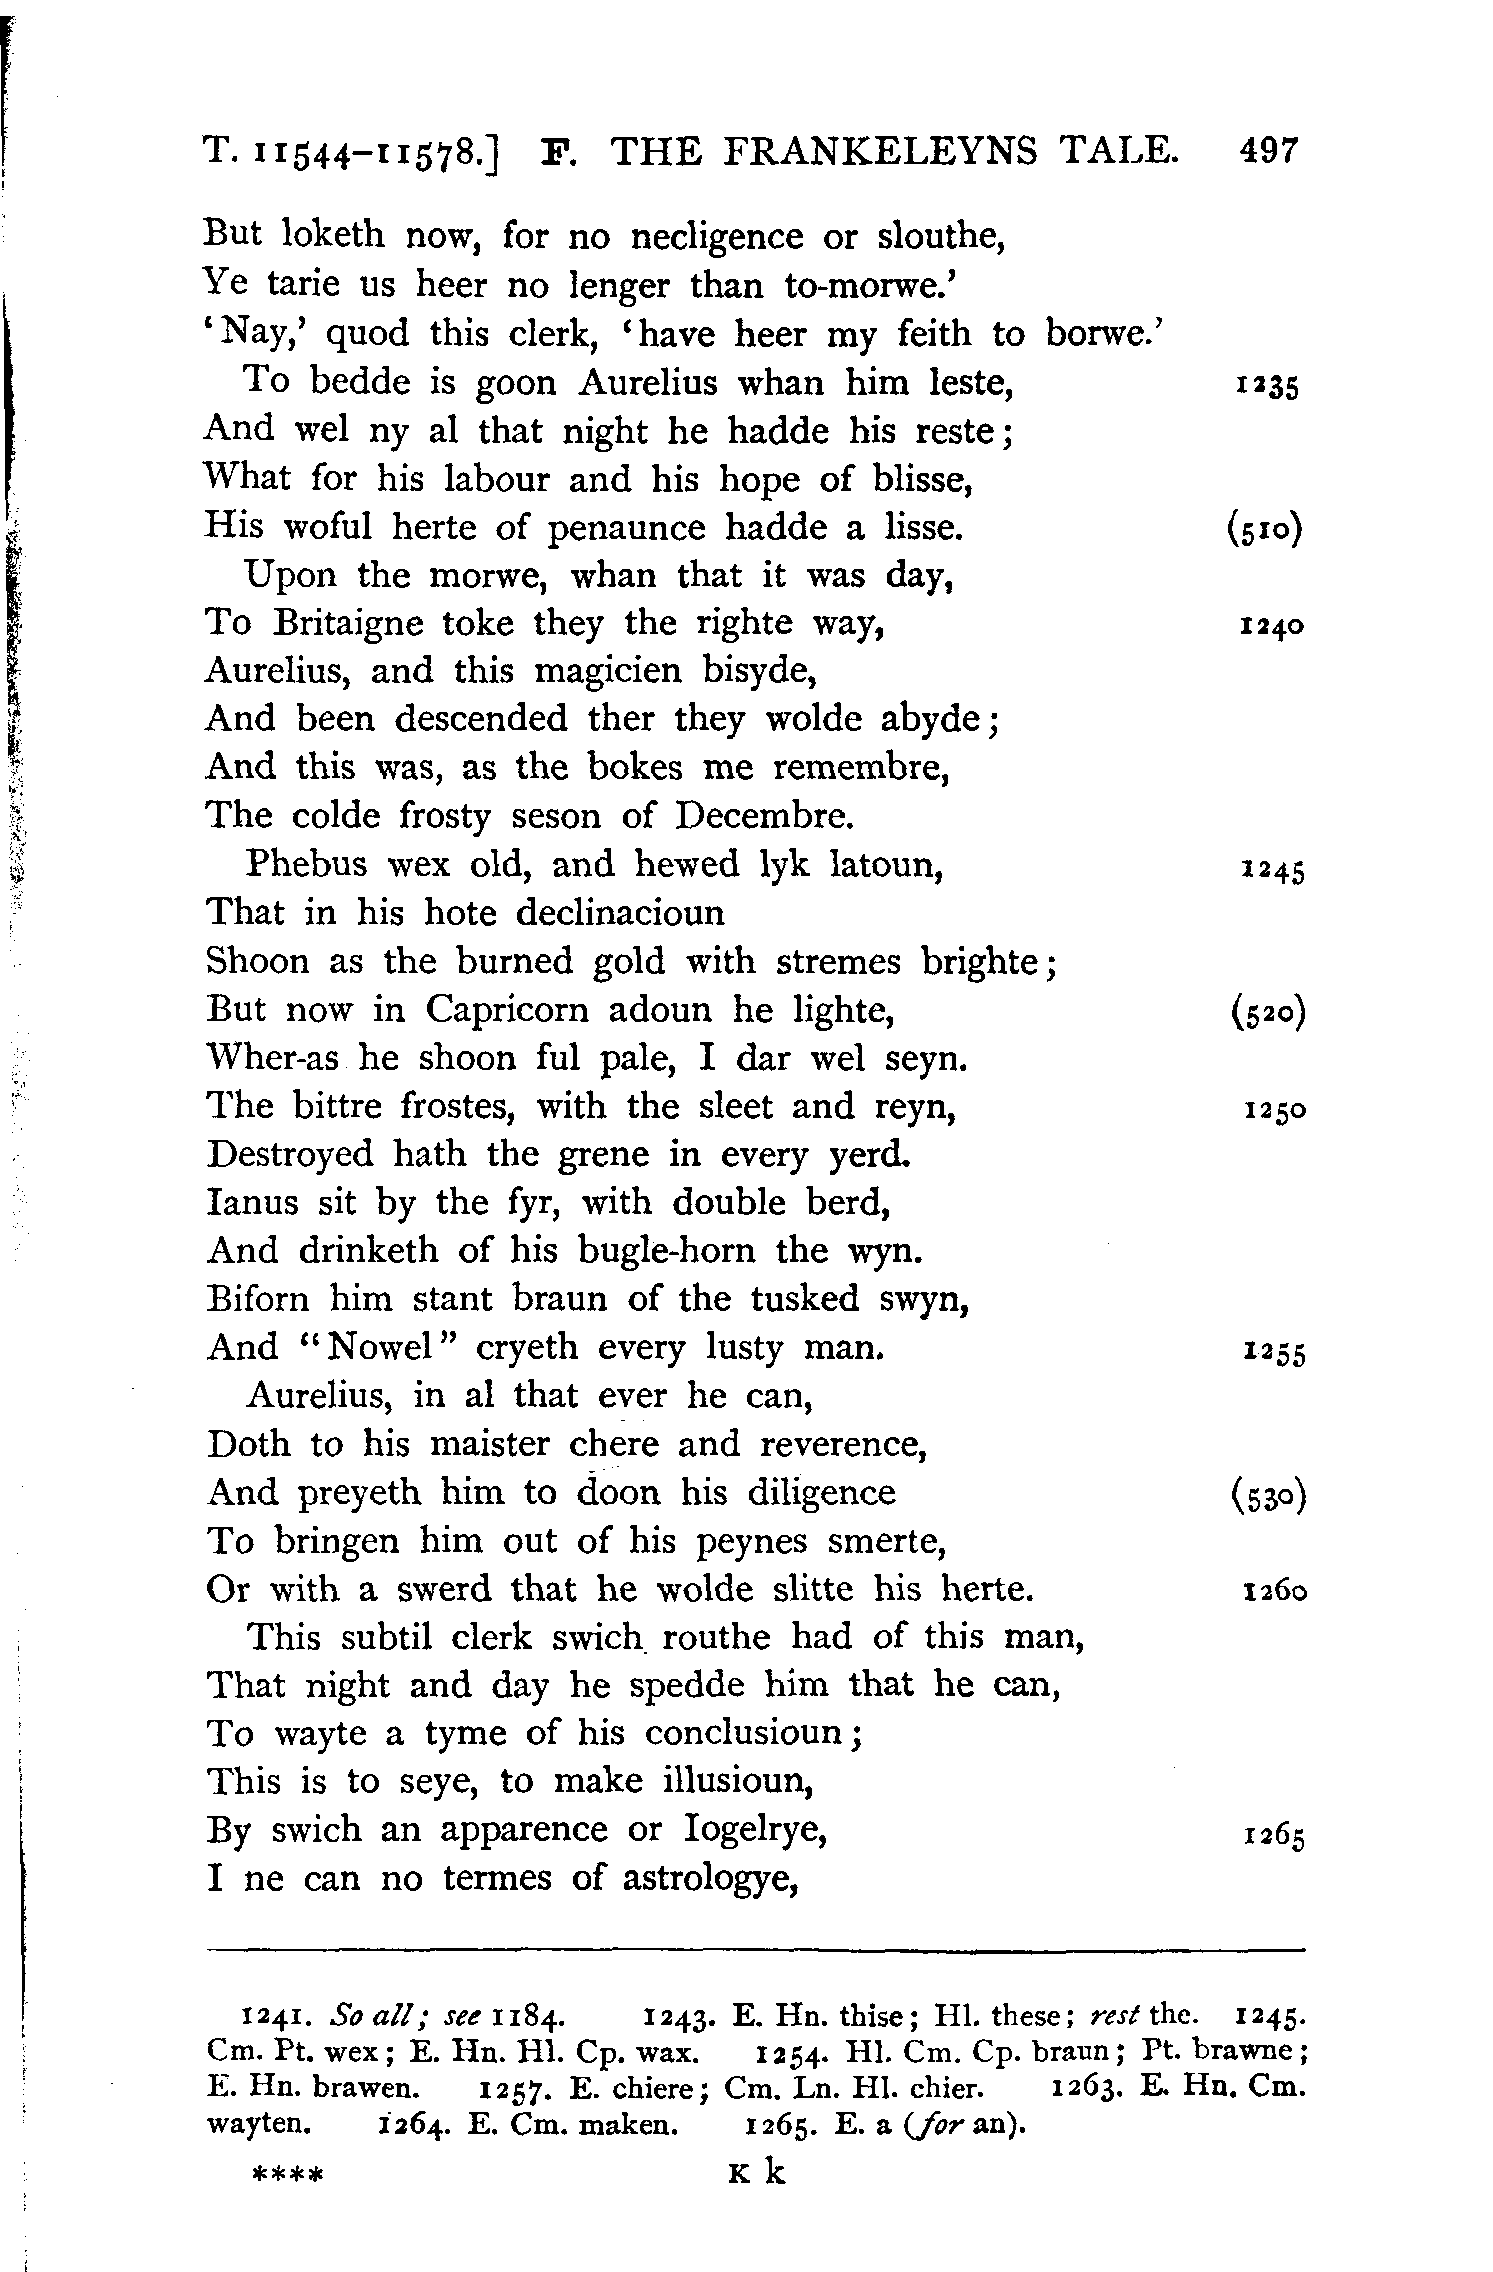 T. 11544–11578.] F. THE FRANKELEYNS TALE. 497
But loketh now, for no necligence or slouthe,
Ye tarie us heer no lenger than to-morwe.’
‘Nay,’ quod this clerk, ‘have heer my feith to borwe.’
To bedde is goon Aurelius whan him leste, 1235
And wel ny al that night he hadde his reste;
What for his labour and his hope of blisse,
His woful herte of penaunce hadde a lisse. (510)
Upon the morwe, whan that it was day,
To Britaigne toke they the righte way, 1240
Aurelius, and this magicien bisyde,
And been descended ther they wolde abyde;
And this was, as the bokes me remembre,
The colde frosty seson of Decembre.
Phebus wex old, and hewed lyk latoun, 1245
That in his hote declinacioun
Shoon as the burned gold with stremes brighte;
But now in Capricorn adoun he lighte, (520)
Wher-as he shoon ful pale, I dar wel seyn.
The bittre frostes, with the sleet and reyn, 1250
Destroyed hath the grene in every yerd.
Ianus sit by the fyr, with double berd,
And drinketh of his bugle-horn the wyn.
Biforn him stant braun of the tusked swyn,
And “Nowel” cryeth every lusty man. 1255
Aurelius, in al that ever he can,
Doth to his maister chere and reverence,
And preyeth him to doon his diligence (530)
To bringen him out of his peynes smerte,
Or with a swerd that he wolde slitte his herte. 1260
This subtil clerk swich routhe had of this man,
That night and day he spedde him that he can,
To wayte a tyme of his conclusioun;
This is to seye, to make illusioun,
By swich an apparence or Iogelrye, 1265
I ne can no termes of astrologye,
1241. So all; see 1184. 1243. E. Hn. thise; Hl. these; rest the. 1245.
Cm. Pt. wex; E. Hn. Hl. Cp. wax. 1254. Hl. Cm. Cp. braun; Pt. brawne;
E. Hn. brawen. 1257. E. chiere; Cm. Ln. Hl. chier. 1263. E. Hn. Cm.
wayten. 1264. E. Cm. maken. 1265. E. a (for an).
**** K k